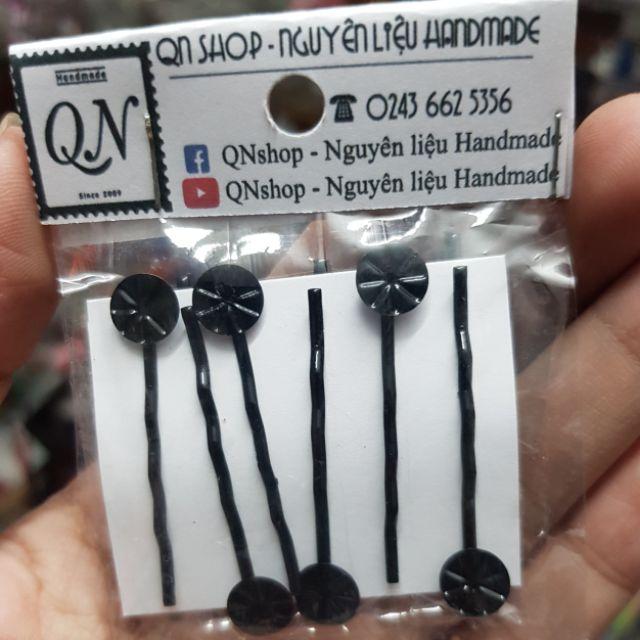 Handmade
QN
Since 2009
QN SHOP - NGUYÊN LIỆU HANDMADE
☎ 0243 662 5356
QNshop - Nguyên liệu Handmade
QNshop - Nguyên liệu Handmade